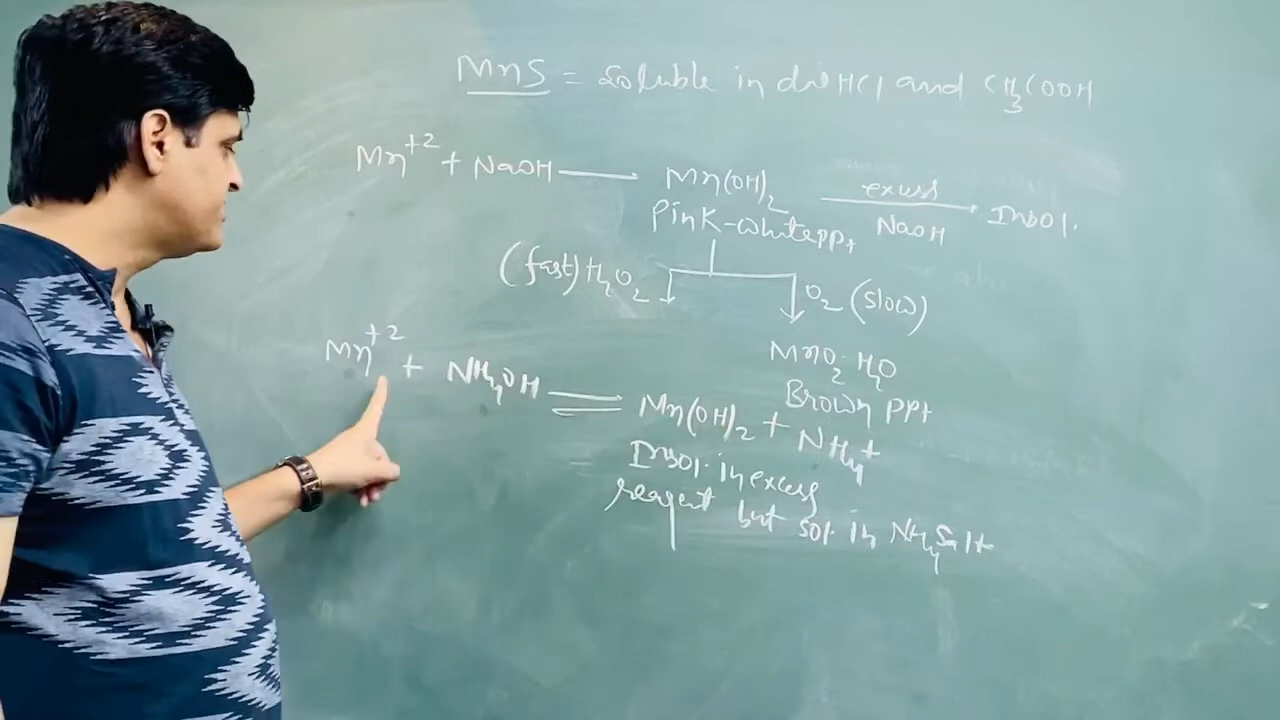 MnS = Soluble in dil HCl and CH3COOH
Mn+2 + NaOH → Mn(OH)2 excess NaOH → Insol.
Pink-white ppt
(fast) H2O2 O2 (slow)
MnO2·H2O
Brown ppt
Mn+2 + NH4OH ⇌ Mn(OH)2 + NH4+
Insol. in excess
reagent but sol. in NH4 Salt